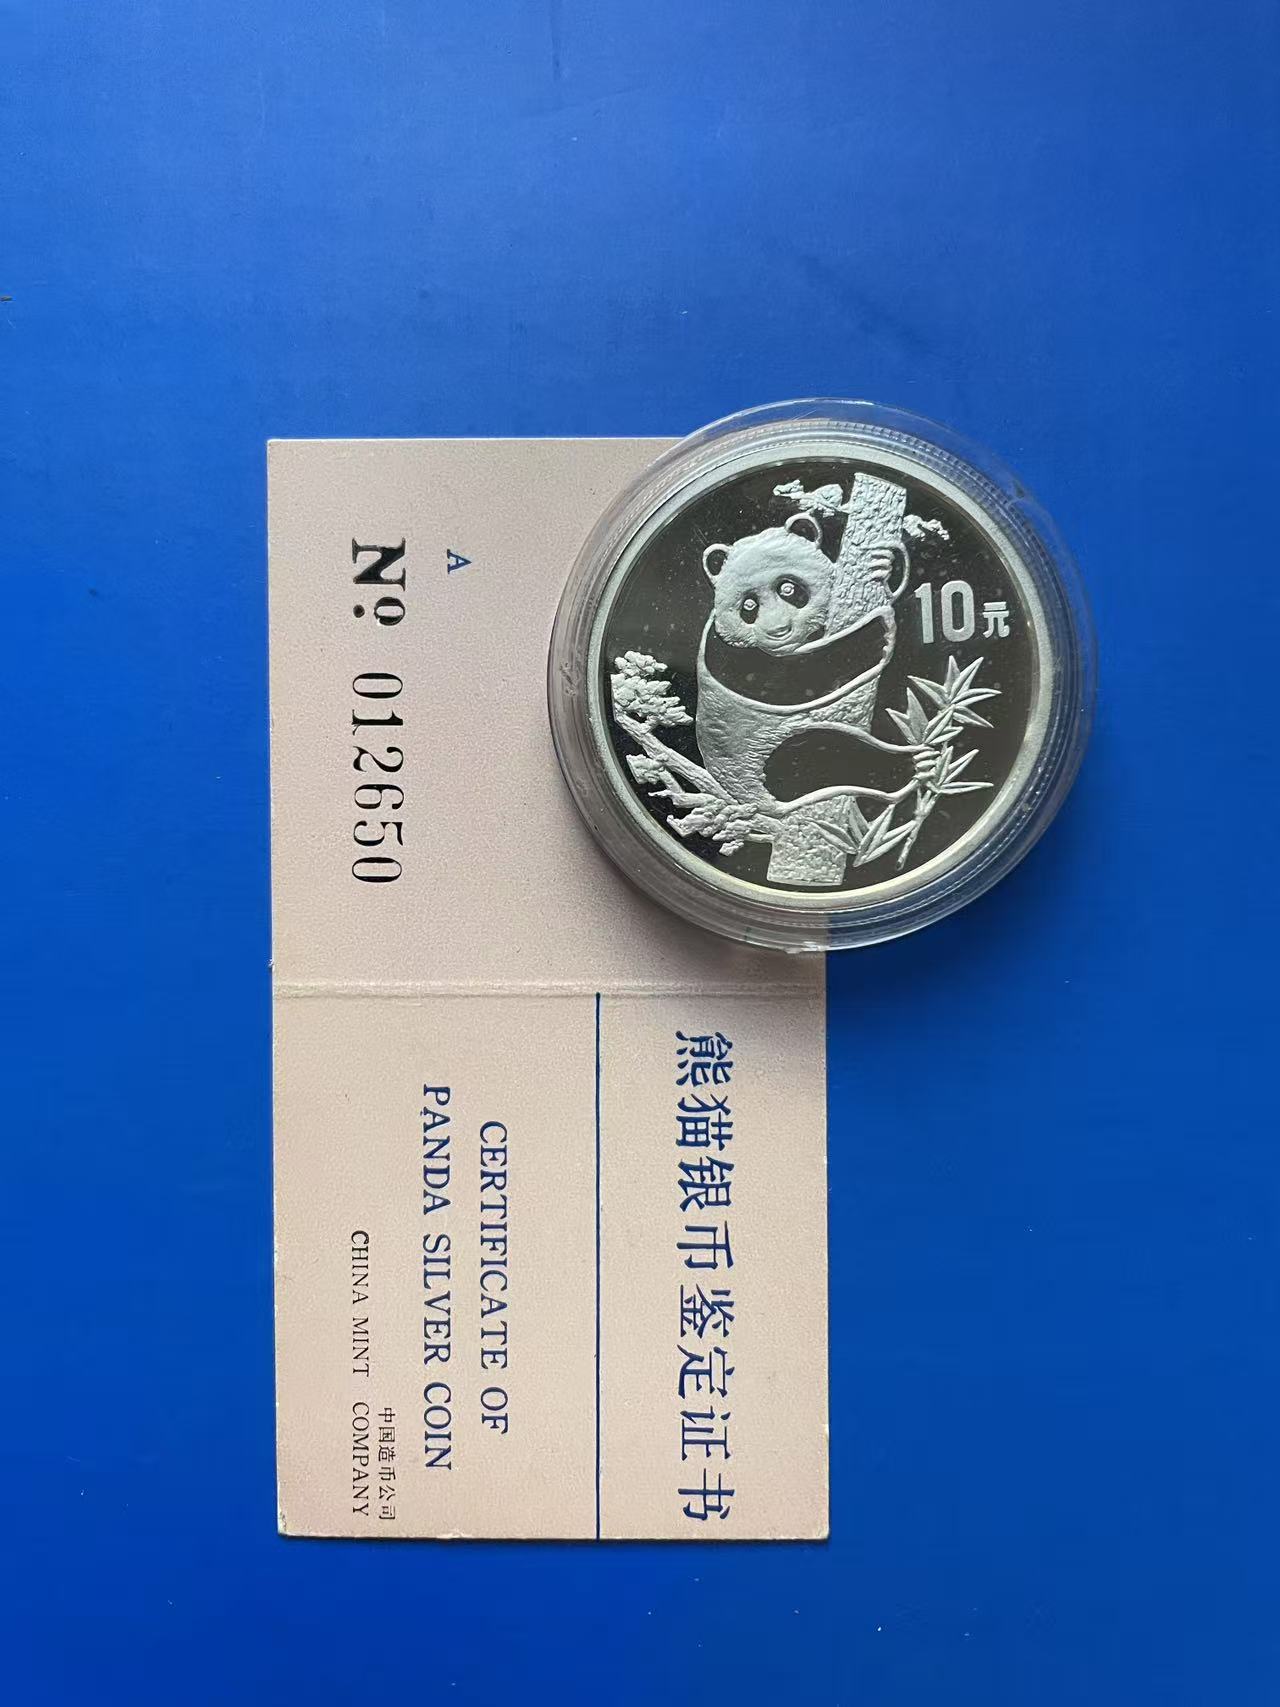 A
Nº 012650
熊猫银币鉴定证书
CERTIFICATE OF
PANDA SILVER COIN
中国造币公司
CHINA MINT COMPANY
10元